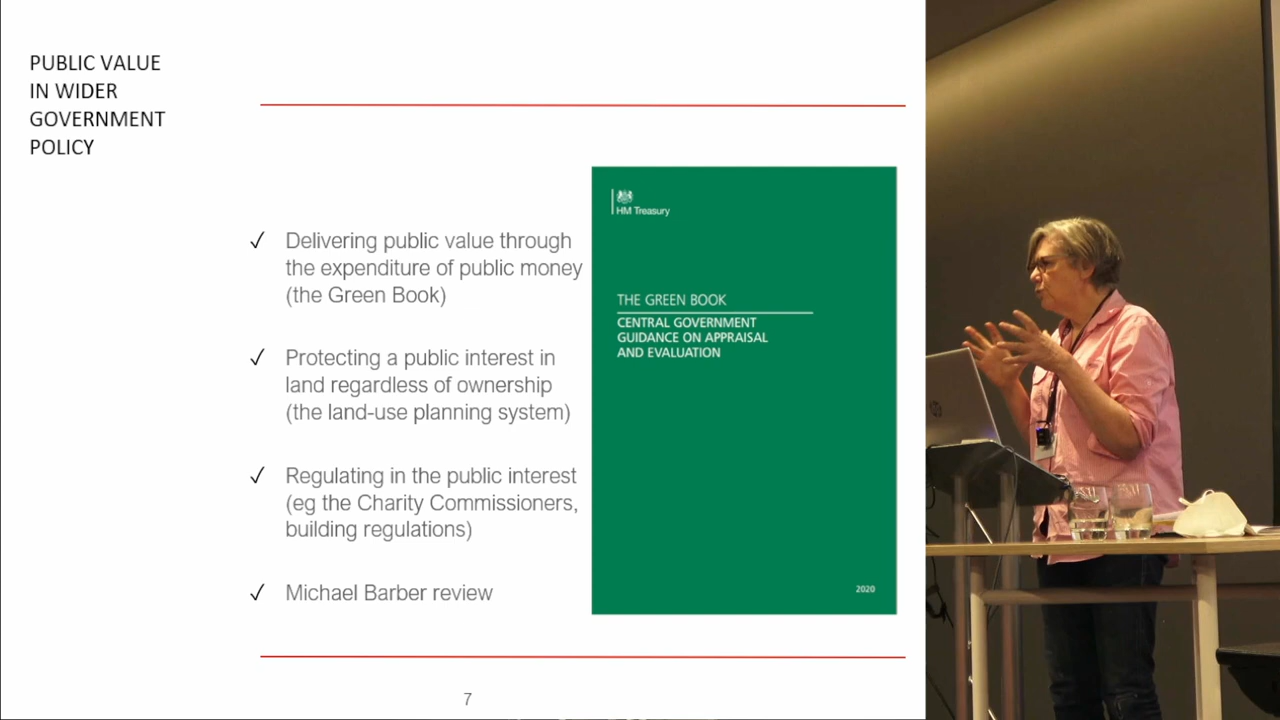 PUBLIC VALUE
IN WIDER
GOVERNMENT
POLICY
✓ Delivering public value through
the expenditure of public money
(the Green Book)
✓ Protecting a public interest in
land regardless of ownership
(the land-use planning system)
✓ Regulating in the public interest
(eg the Charity Commissioners,
building regulations)
✓ Michael Barber review
HM Treasury
THE GREEN BOOK
CENTRAL GOVERNMENT
GUIDANCE ON APPRAISAL
AND EVALUATION
2020
7